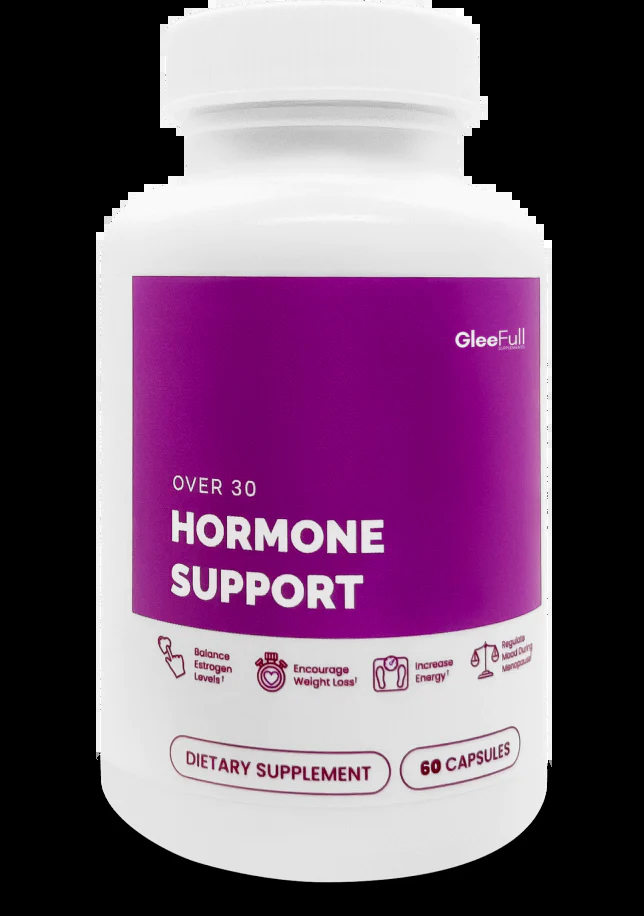 GleeFull
SUPPLEMENTS
OVER 30
HORMONE
SUPPORT
Balance
Estrogen
Levels†
Encourage
Weight Loss†
Increase
Energy†
Regulate
Mood During
Menopause†
DIETARY SUPPLEMENT
60 CAPSULES